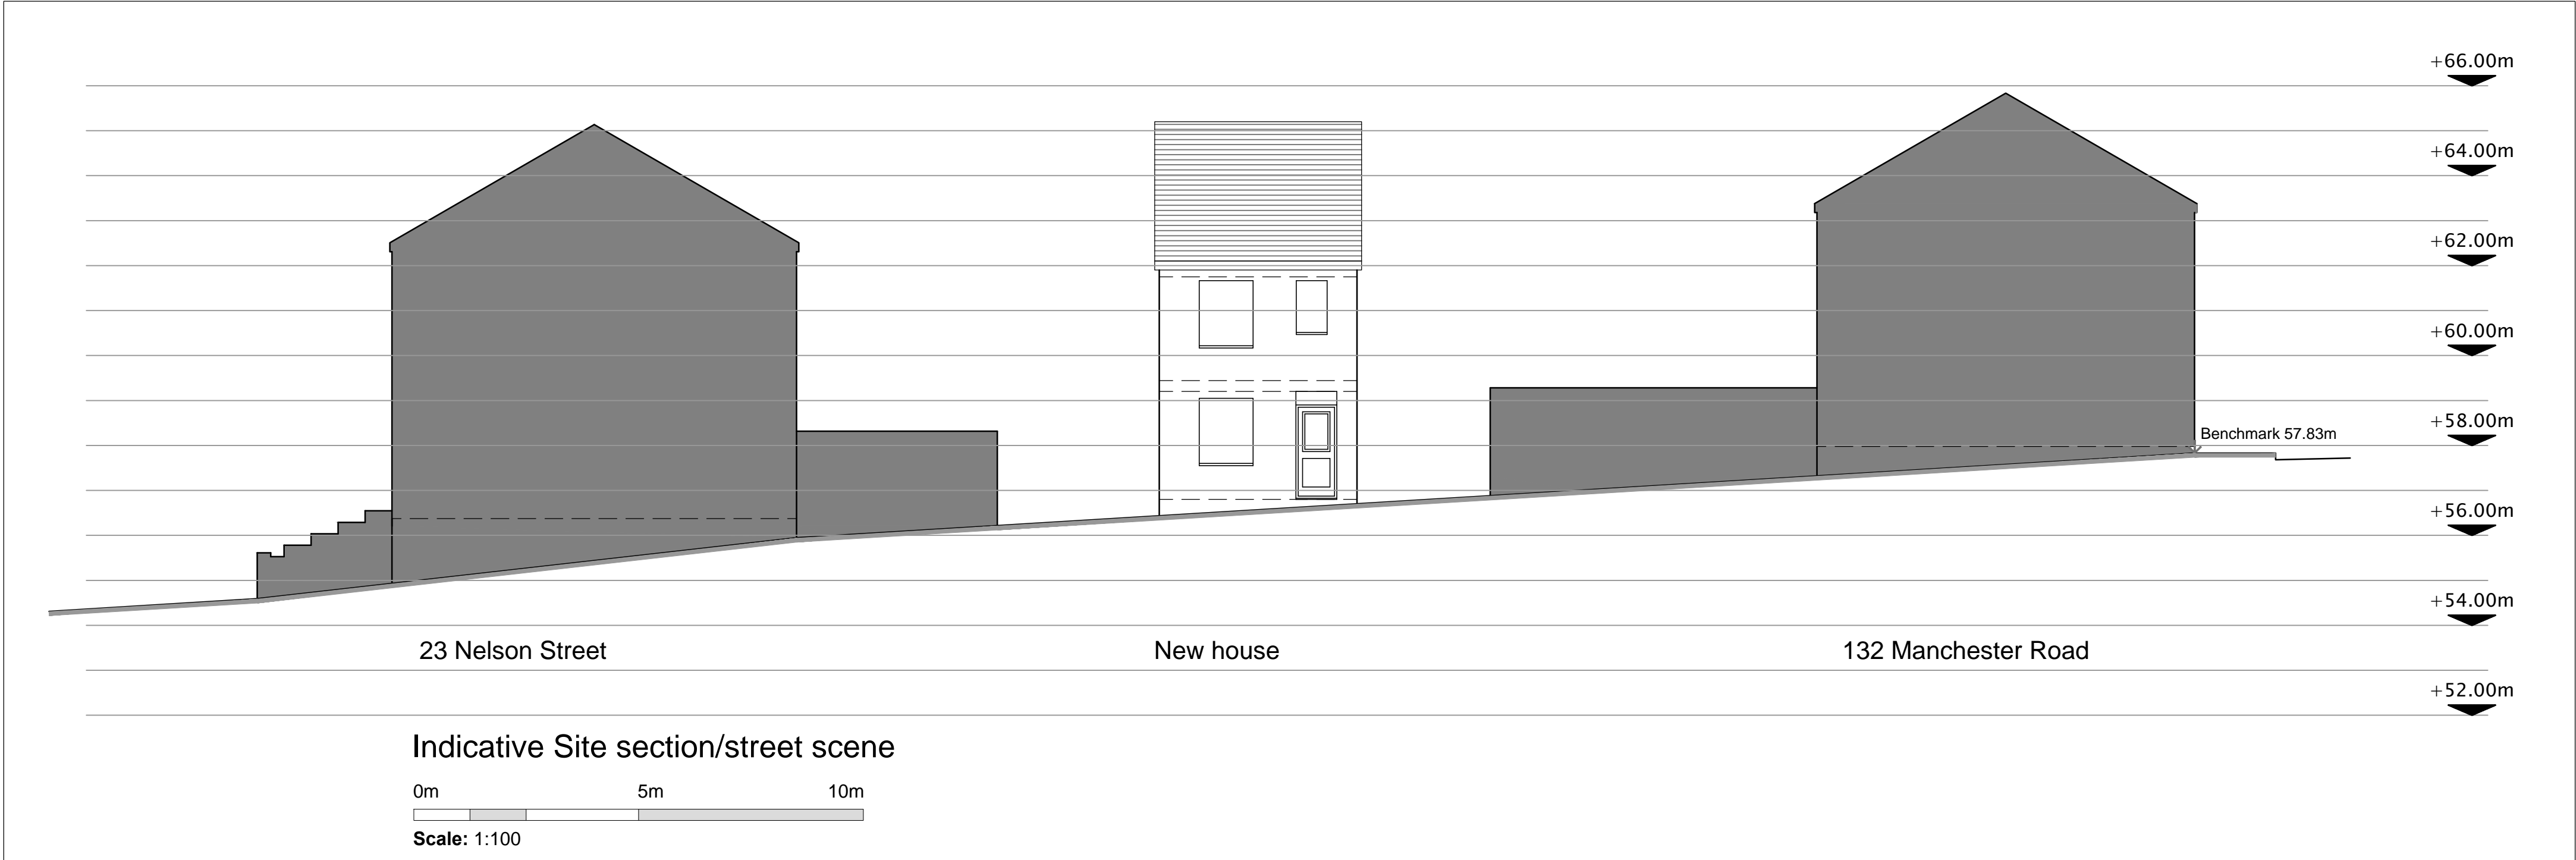 +66.00m
+64.00m
+62.00m
+60.00m
+58.00m
Benchmark 57.83m
+56.00m
+54.00m
23 Nelson Street New house 132 Manchester Road
+52.00m
Indicative Site section/street scene
0m 5m 10m
Scale: 1:100